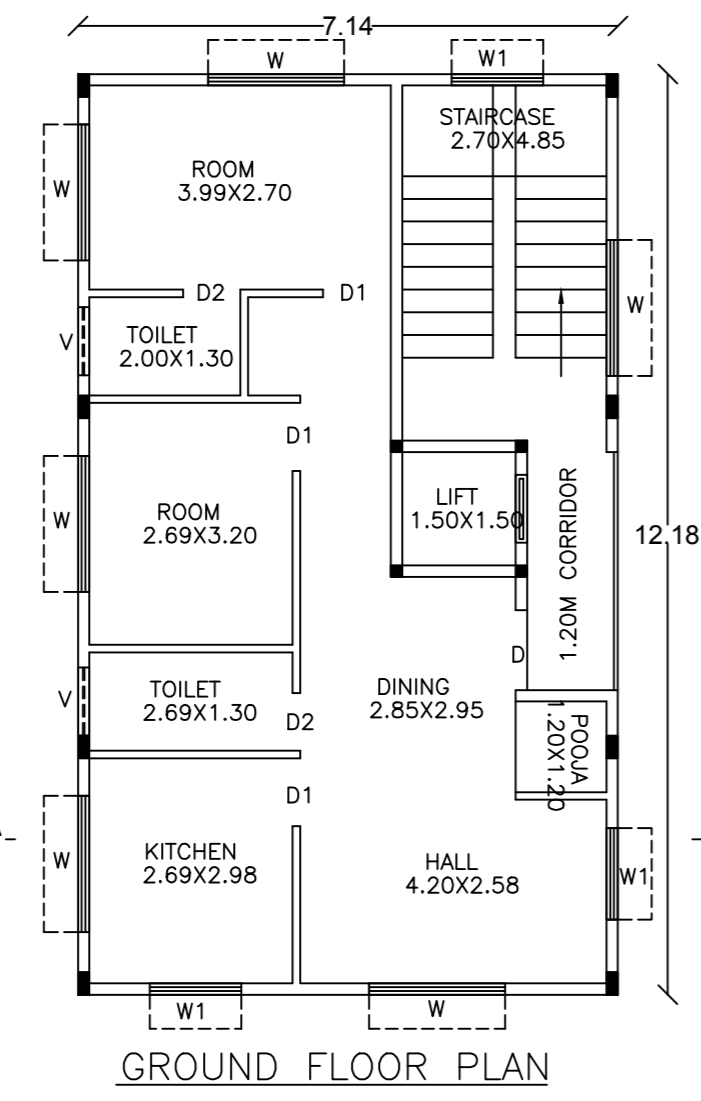 7.14
W
W1
STAIRCASE
2.70X4.85
ROOM
3.99X2.70
W
W
D2
D1
V
TOILET
2.00X1.30
D1
W
ROOM
2.69X3.20
LIFT
1.50X1.50
1.20M CORRIDOR
12.18
D
V
TOILET
2.69X1.30
D2
DINING
2.85X2.95
POOJA
1.20X1.20
D1
W
KITCHEN
2.69X2.98
HALL
4.20X2.58
W1
W1
W
GROUND FLOOR PLAN